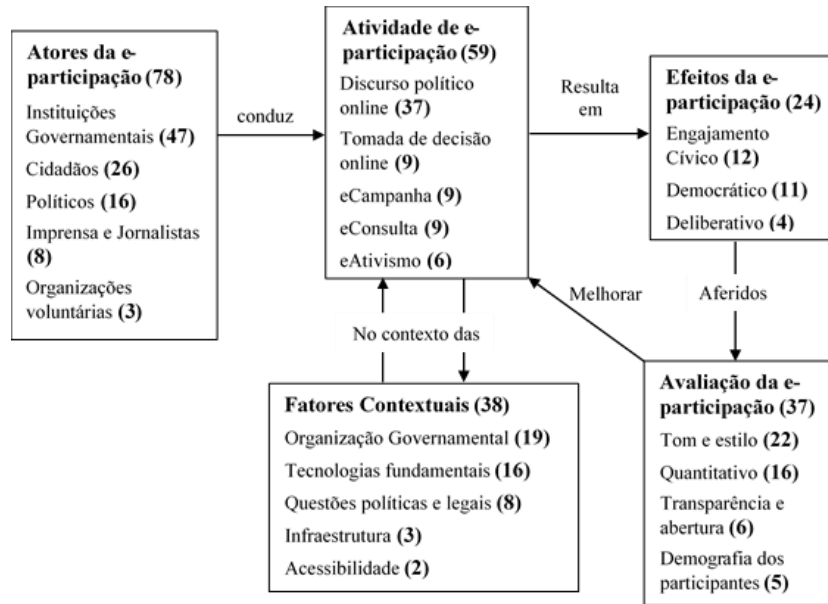 Atores da e-
participação (78)
Instituições
Governamentais (47)
Cidadãos (26)
Políticos (16)
Imprensa e Jornalistas
(8)
Organizações
voluntárias (3)
conduz
Atividade de e-
participação (59)
Discurso político
online (37)
Tomada de decisão
online (9)
eCampanha (9)
eConsulta (9)
eAtivismo (6)
Resulta
em
Efeitos da e-
participação (24)
Engajamento
Cívico (12)
Democrático (11)
Deliberativo (4)
No contexto das
Melhorar
Aferidos
Fatores Contextuais (38)
Organização Governamental (19)
Tecnologias fundamentais (16)
Questões políticas e legais (8)
Infraestrutura (3)
Acessibilidade (2)
Avaliação da e-
participação (37)
Tom e estilo (22)
Quantitativo (16)
Transparência e
abertura (6)
Demografia dos
participantes (5)